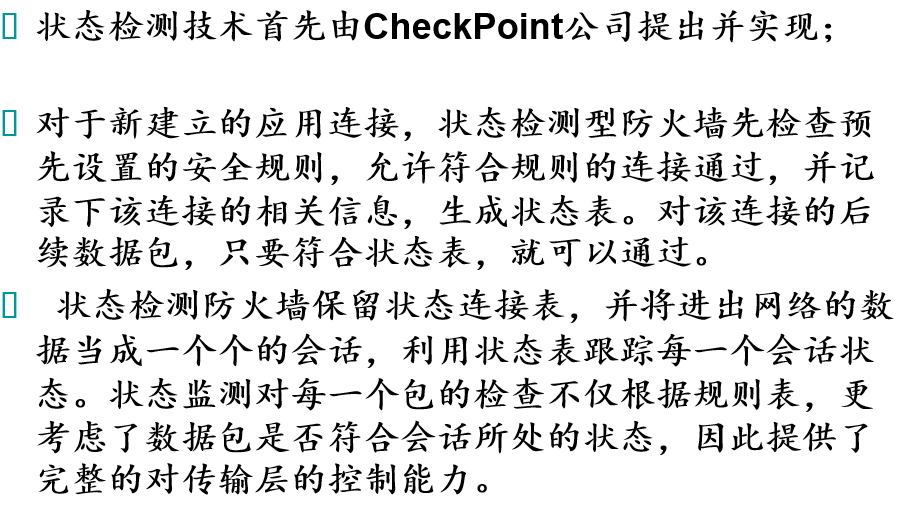 状态检测技术首先由CheckPoint公司提出并实现；
对于新建立的应用连接，状态检测型防火墙先检查预
先设置的安全规则，允许符合规则的连接通过，并记
录下该连接的相关信息，生成状态表。对该连接的后
续数据包，只要符合状态表，就可以通过。
状态检测防火墙保留状态连接表，并将进出网络的数
据当成一个个的会话，利用状态表跟踪每一个会话状
态。状态监测对每一个包的检查不仅根据规则表，更
考虑了数据包是否符合会话所处的状态，因此提供了
完整的对传输层的控制能力。